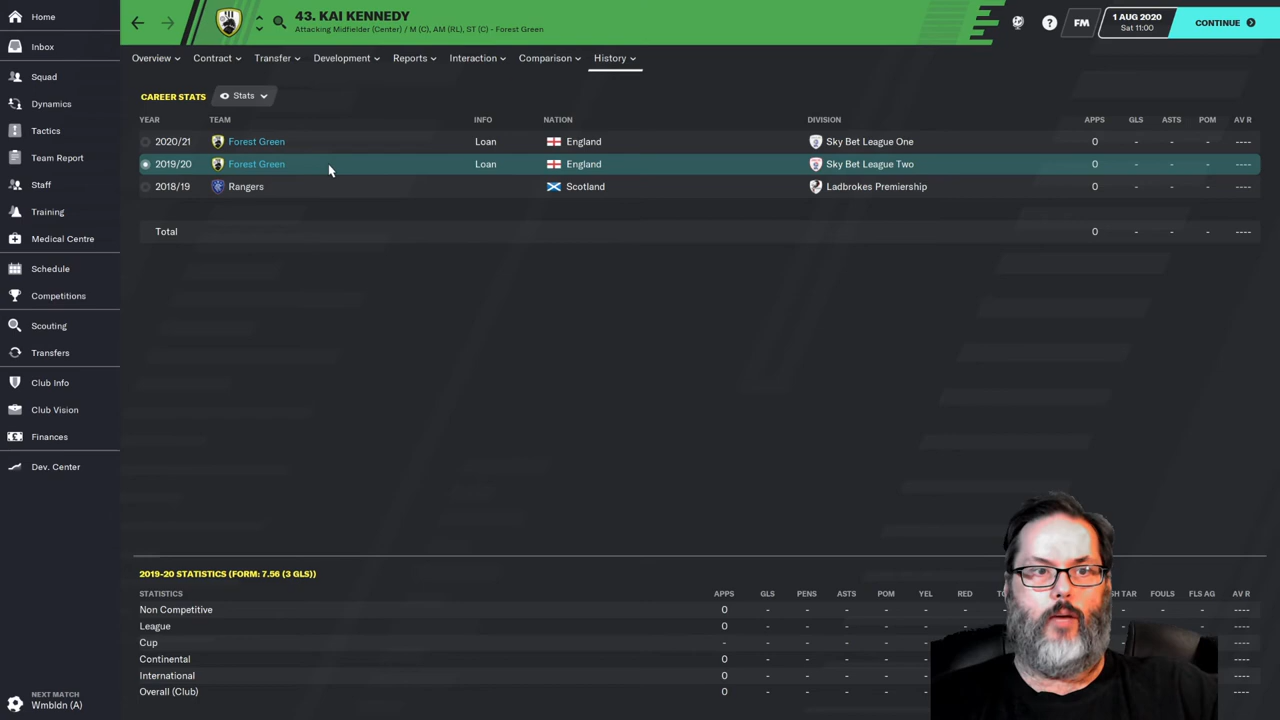 Home
Inbox
Squad
Dynamics
Tactics
Team Report
Staff
Training
Medical Centre
Schedule
Competitions
Scouting
Transfers
Club Info
Club Vision
Finances
Dev. Center
NEXT MATCH
Wmbldn (A)
43. KAI KENNEDY
Attacking Midfielder (Center) / M (C), AM (RL), ST (C) - Forest Green
?
FM
1 AUG 2020
Sat 11:00
CONTINUE
Overview Contract Transfer Development Reports Interaction Comparison History
CAREER STATS Stats
YEAR TEAM INFO NATION DIVISION APPS GLS ASTS POM AV R
2020/21 Forest Green Loan England Sky Bet League One 0 - - - ----
2019/20 Forest Green Loan England Sky Bet League Two 0 - - - ----
2018/19 Rangers Scotland Ladbrokes Premiership 0 - - - ----
Total 0 - - - ----
2019-20 STATISTICS (FORM: 7.56 (3 GLS))
STATISTICS APPS GLS PENS ASTS POM YEL RED FOULS FLS AG AV R
Non Competitive 0 - - - - - - - - ----
League 0 - - - - - - - - ----
Cup - - - - - - - - - ----
Continental 0 - - - - - - - - ----
International 0 - - - - - - - - ----
Overall (Club) 0 - - - - - - - - ----